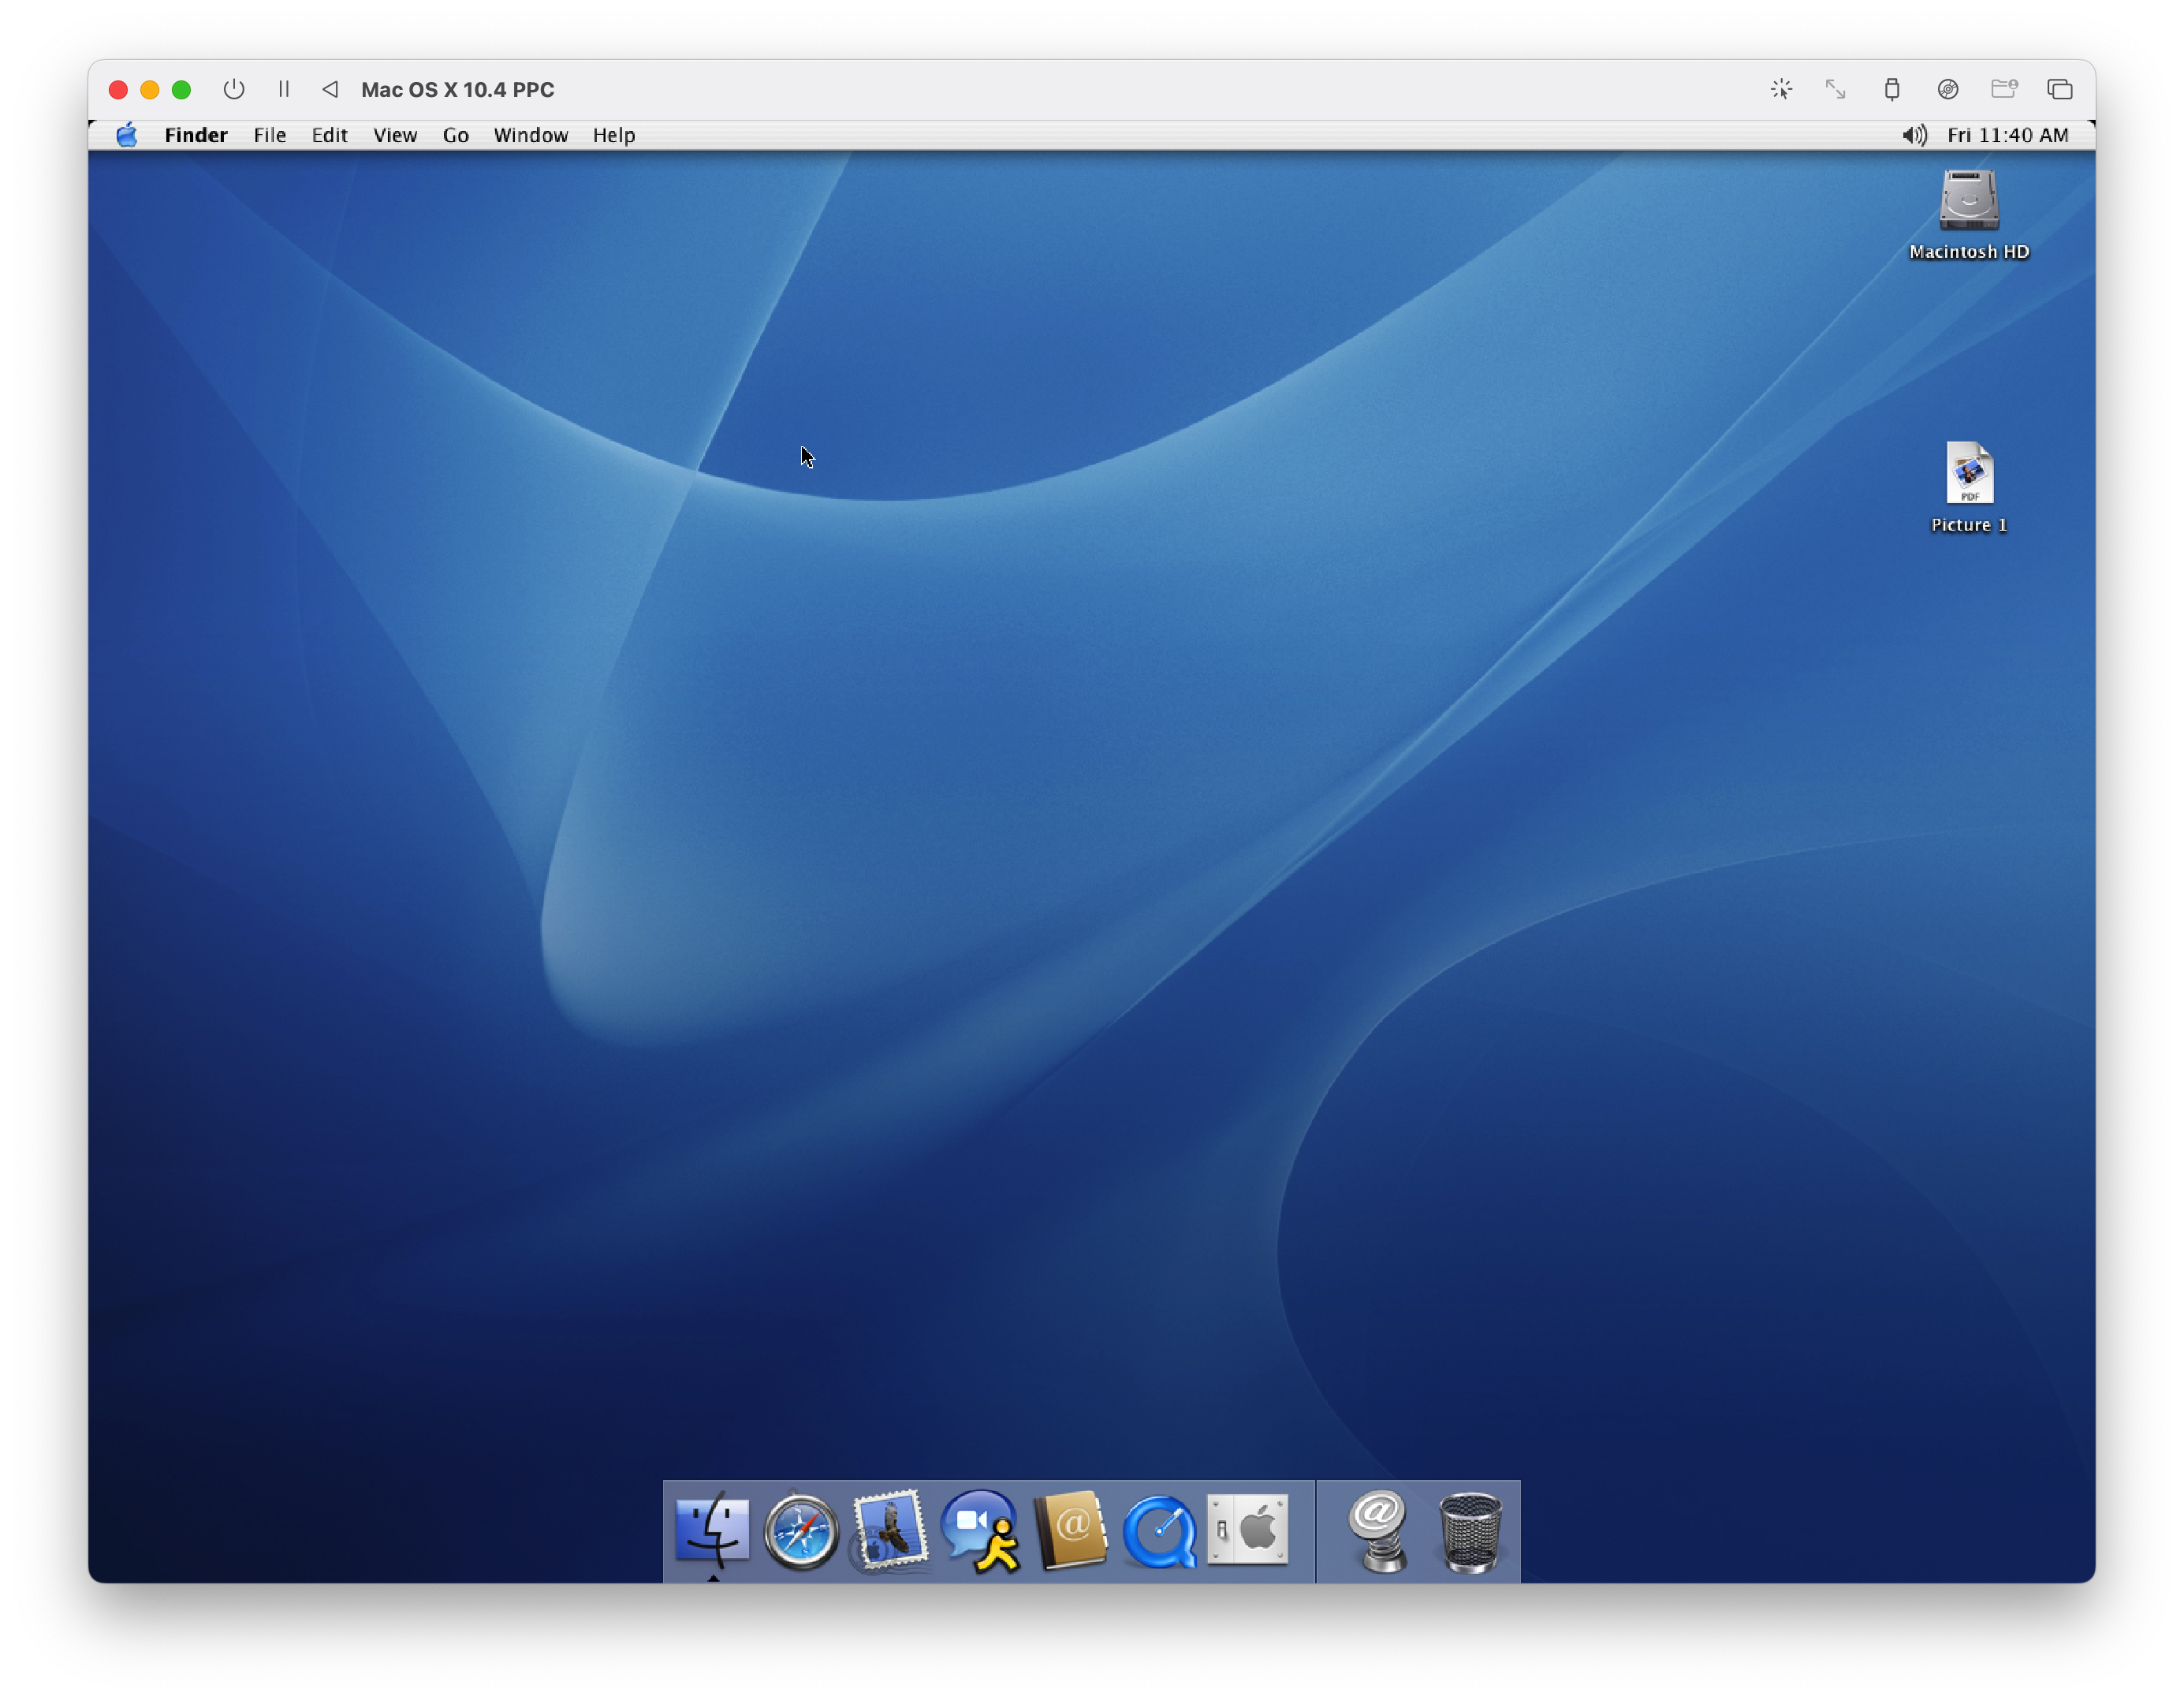 Mac OS X 10.4 PPC
Finder File Edit View Go Window Help Fri 11:40 AM
Macintosh HD
PDF
Picture 1
@
@